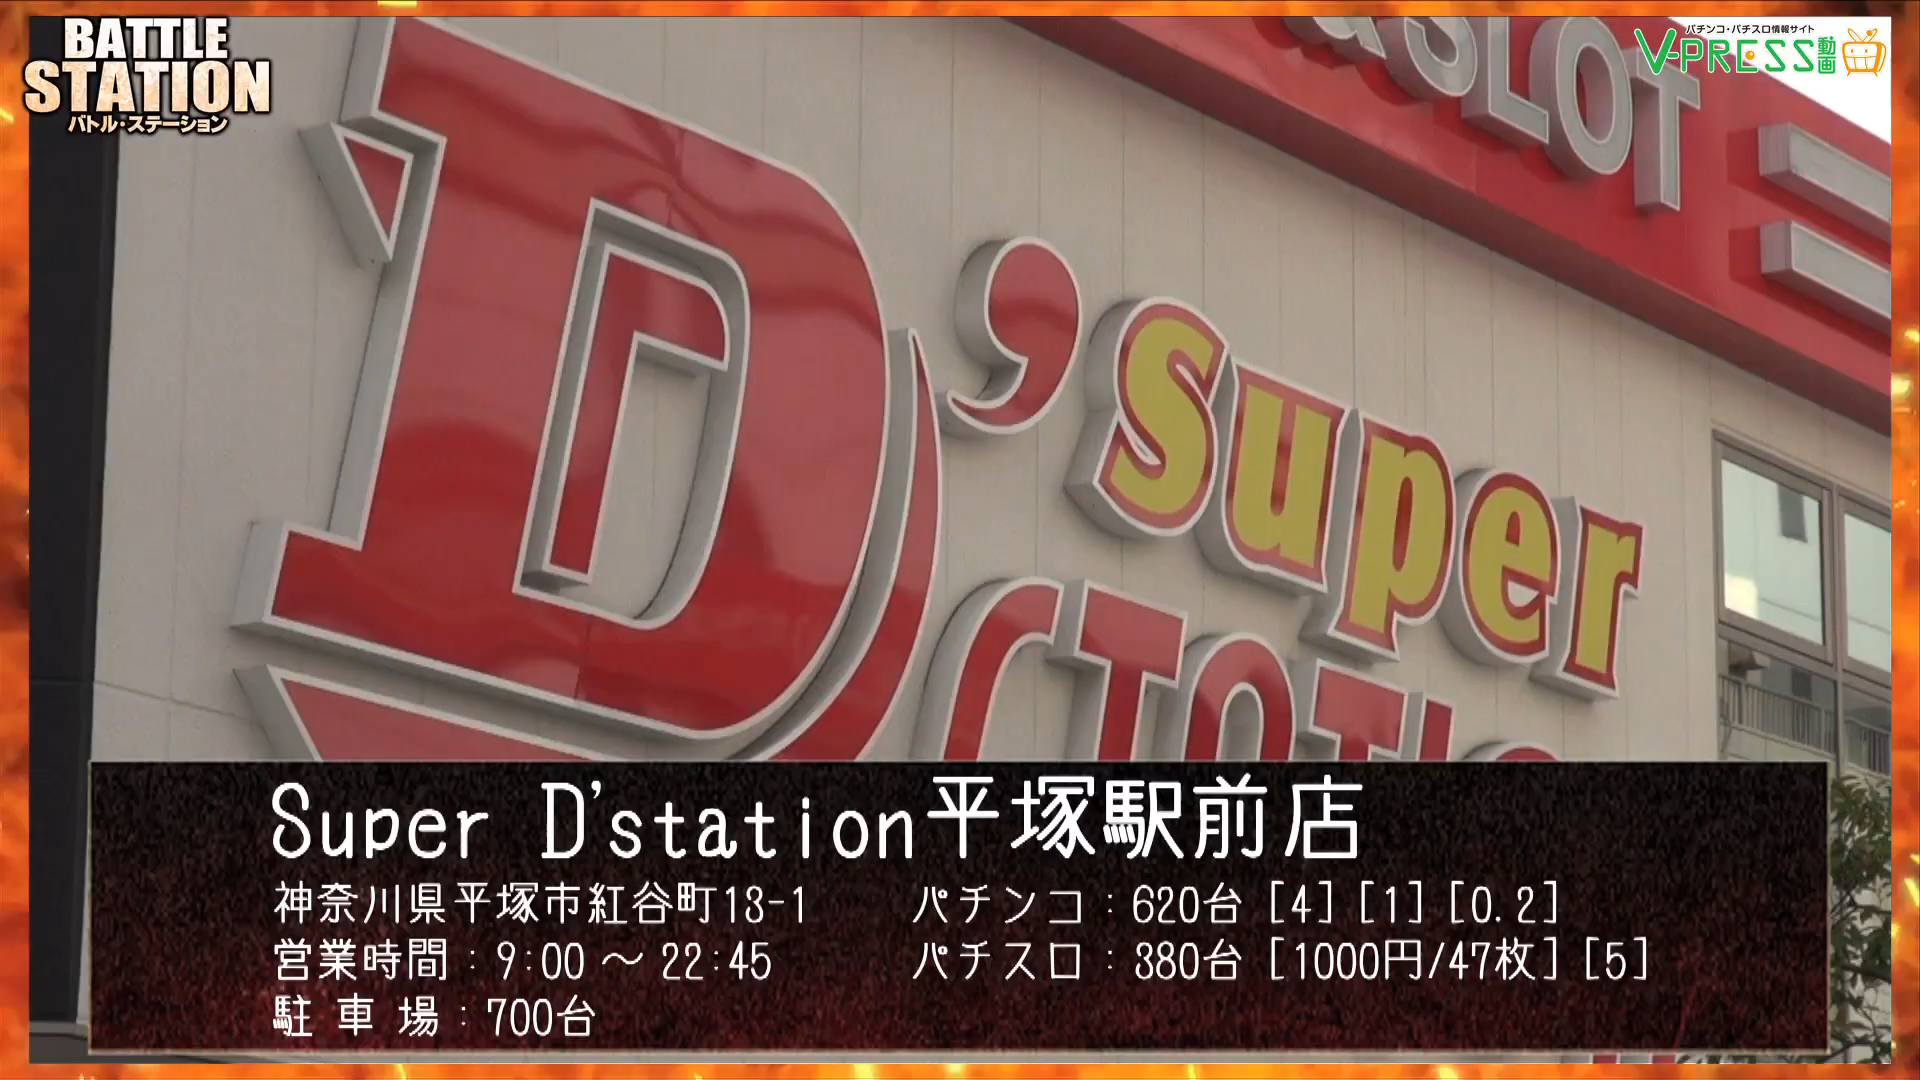 BATTLE
STATION
バトル・ステーション
パチンコ・パチスロ情報サイト
V-PRESS動画
SLOT
D'super
Super D'station平塚駅前店
神奈川県平塚市紅谷町13-1
営業時間：9:00～22:45
駐車場：700台
パチンコ：620台［4］［1］［0.2］
パチスロ：380台［1000円/47枚］［5］